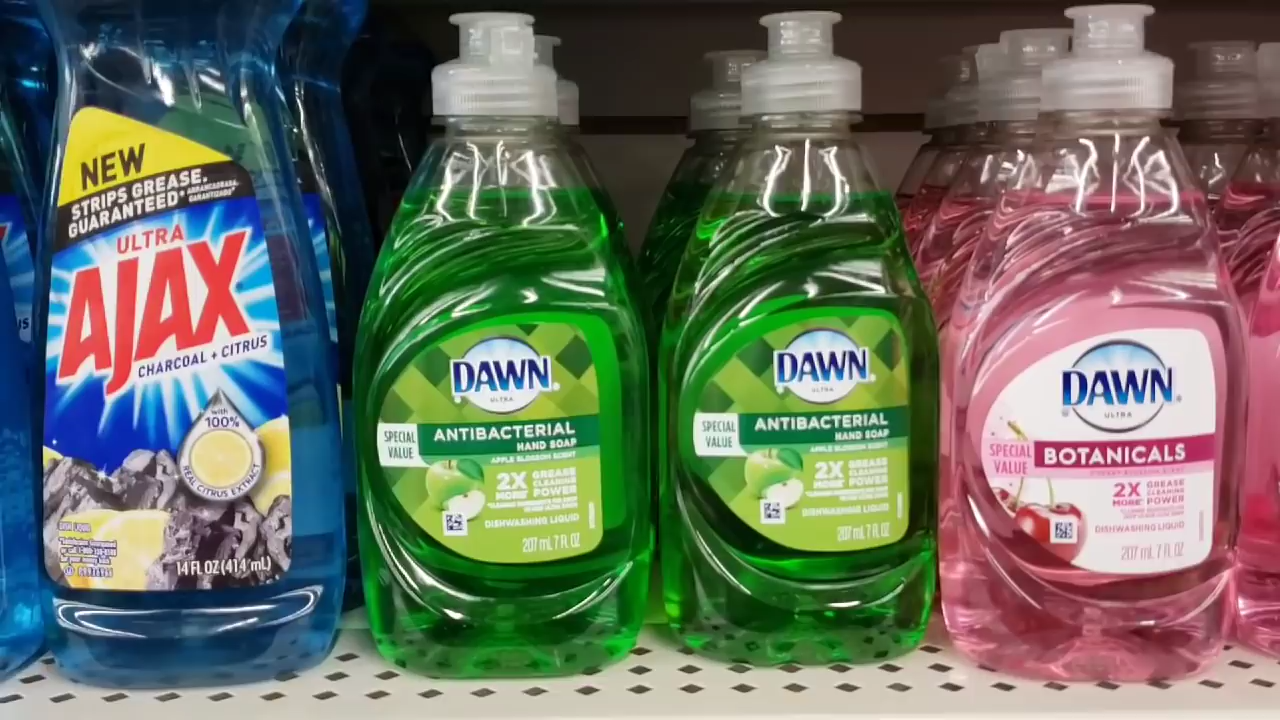 NEW
STRIPS GREASE.
GUARANTEED*
ULTRA
AJAX
CHARCOAL + CITRUS
with
100%
REAL CITRUS EXTRACT
DISH LIQUID
14 FL OZ (414 mL)
DAWN
ULTRA
SPECIAL VALUE
ANTIBACTERIAL
HAND SOAP
APPLE BLOSSOM SCENT
2X
MORE*
GREASE
CLEANING
POWER
DISHWASHING LIQUID
207 mL 7 FL OZ
DAWN
ULTRA
SPECIAL VALUE
ANTIBACTERIAL
HAND SOAP
APPLE BLOSSOM SCENT
2X
MORE*
GREASE
CLEANING
POWER
DISHWASHING LIQUID
207 mL 7 FL OZ
DAWN
ULTRA
SPECIAL VALUE
BOTANICALS
2X
MORE*
GREASE
CLEANING
POWER
DISHWASHING LIQUID
207 mL 7 FL OZ